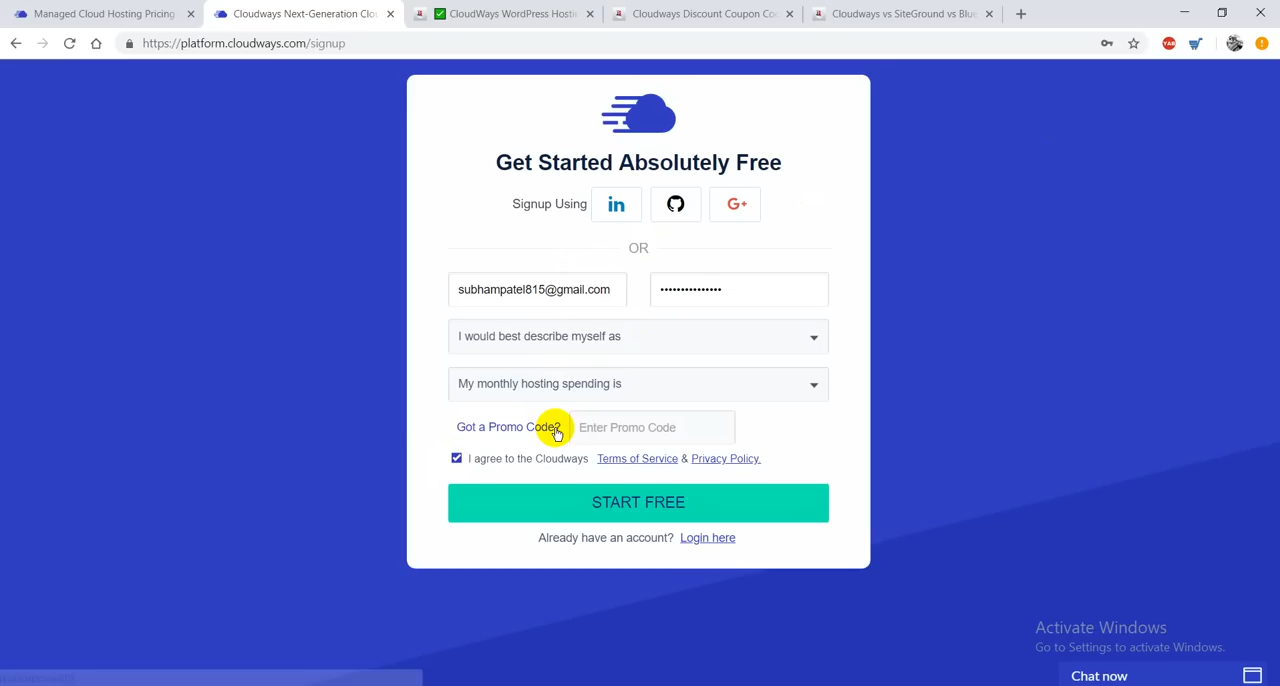 Managed Cloud Hosting Pricing
Cloudways Next-Generation Clou
CloudWays WordPress Hosti
Cloudways Discount Coupon Co
Cloudways vs SiteGround vs Blu
https://platform.cloudways.com/signup
YAB
Get Started Absolutely Free
Signup Using
in
G+
OR
subhampatel815@gmail.com
•••••••••••••••
I would best describe myself as
My monthly hosting spending is
Got a Promo Code?
Enter Promo Code
I agree to the Cloudways Terms of Service & Privacy Policy.
START FREE
Already have an account? Login here
Activate Windows
Go to Settings to activate Windows.
Chat now